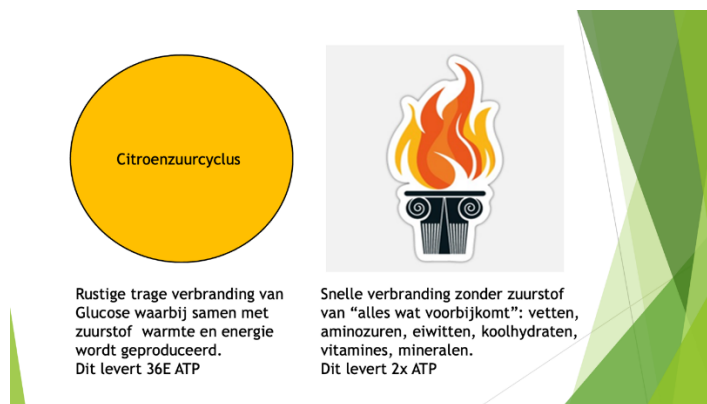 Citroenzuurcyclus
Rustige trage verbranding van
Glucose waarbij samen met
zuurstof warmte en energie
wordt geproduceerd.
Dit levert 36E ATP
Snelle verbranding zonder zuurstof
van “alles wat voorbijkomt”: vetten,
aminozuren, eiwitten, koolhydraten,
vitamines, mineralen.
Dit levert 2x ATP